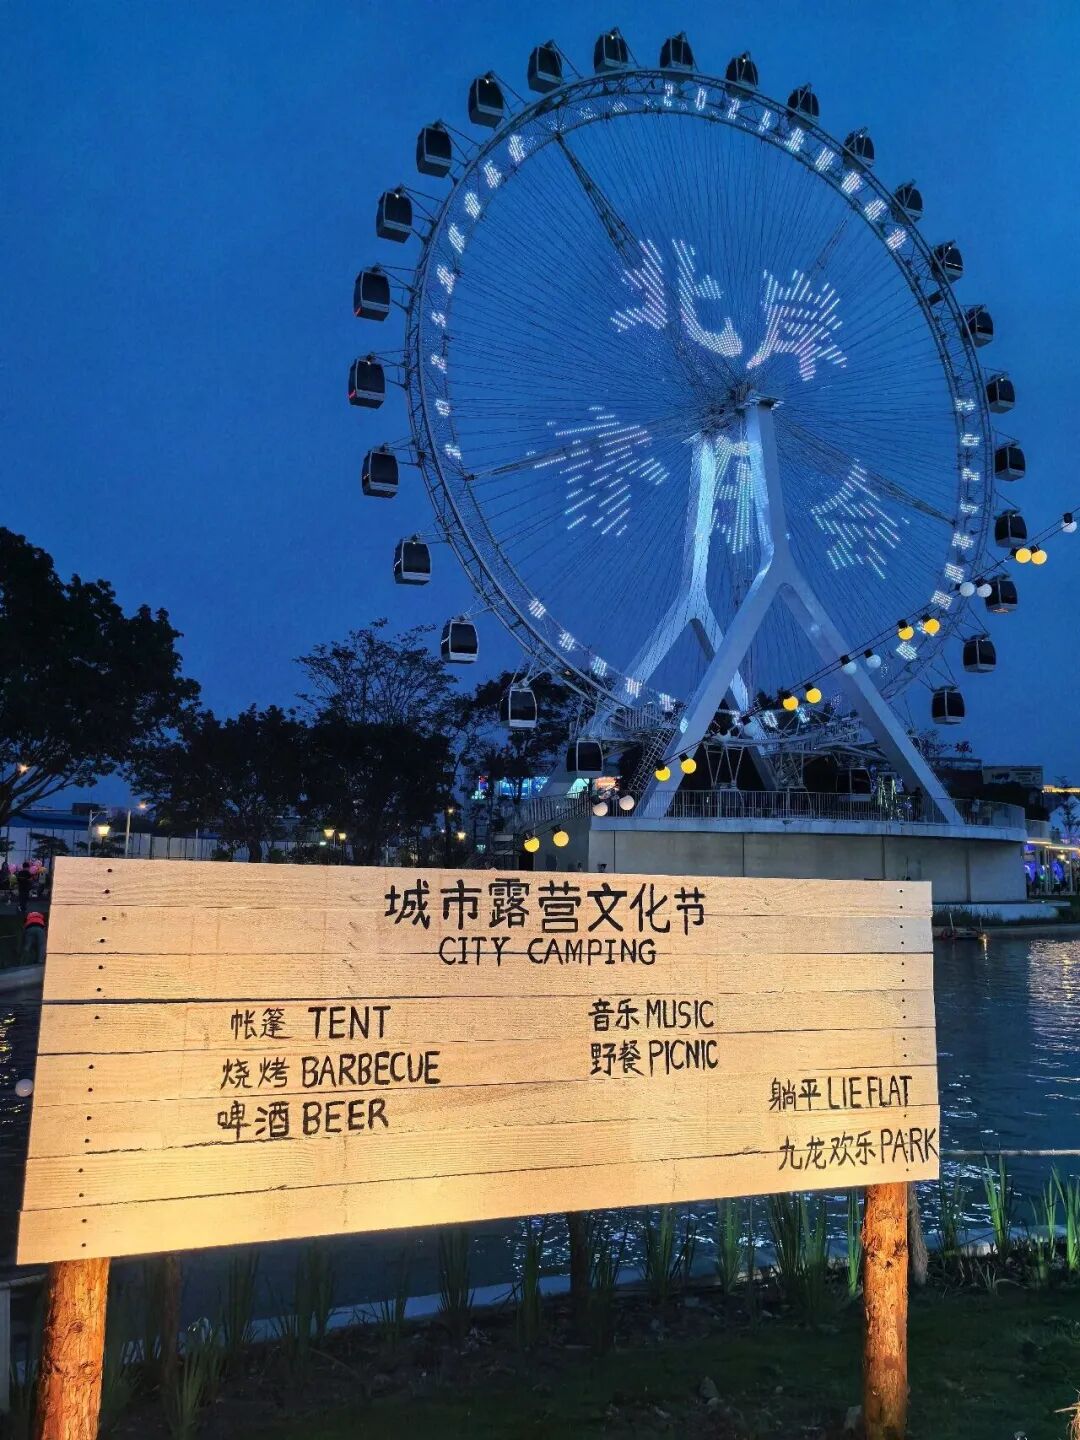 2021
城市露营文化节
CITY CAMPING
帐篷 TENT
烧烤 BARBECUE
啤酒 BEER
音乐 MUSIC
野餐 PICNIC
躺平 LIE FLAT
九龙欢乐 PARK